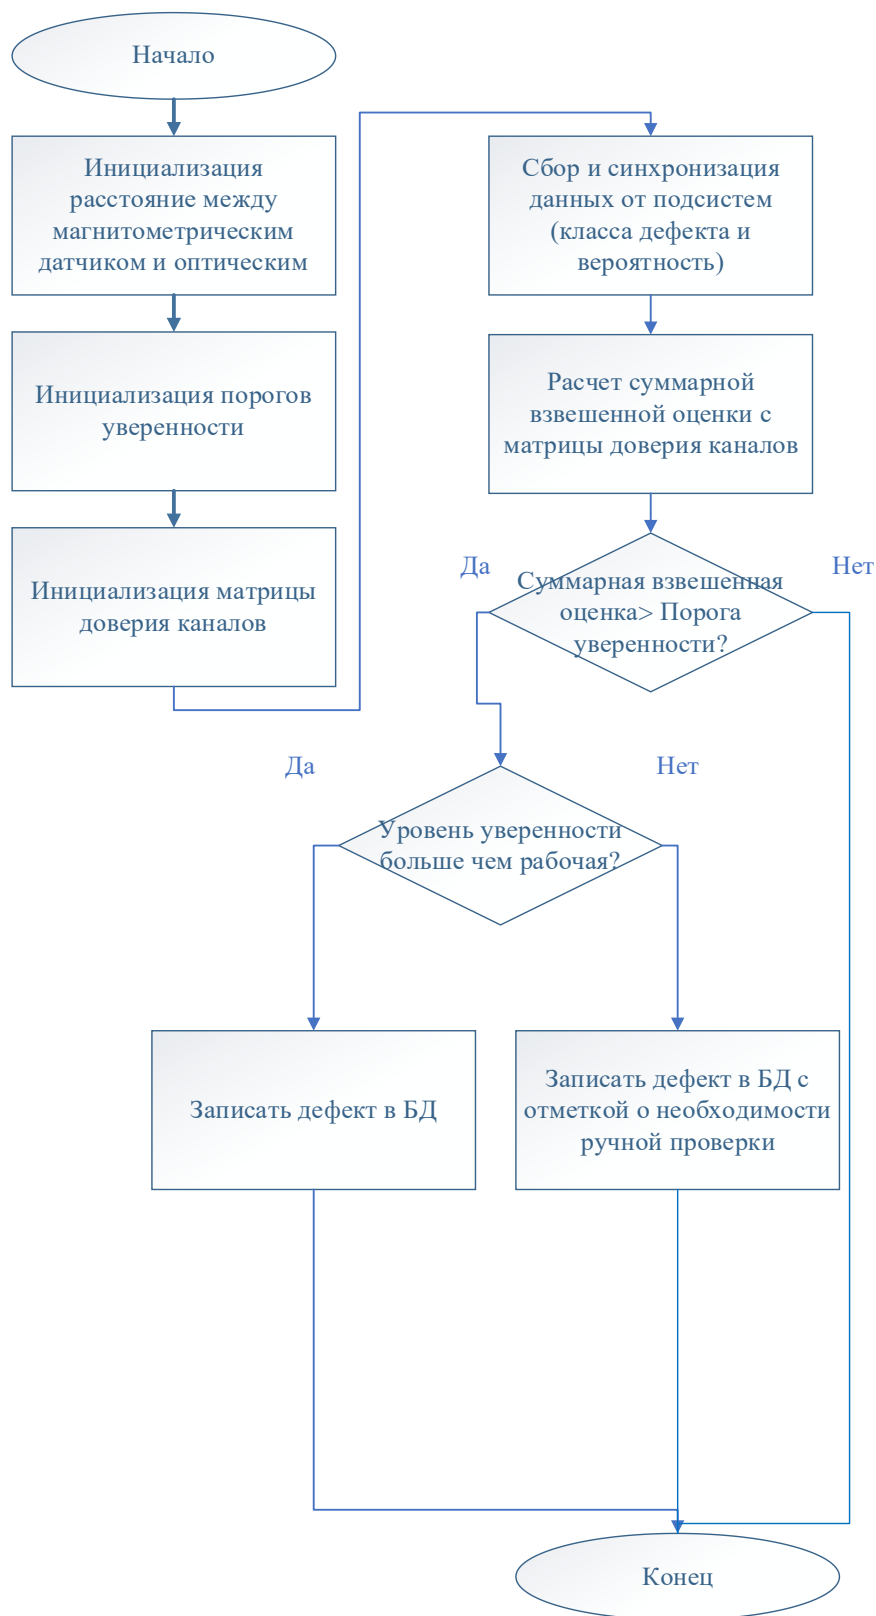 Начало
Инициализация
расстояние между
магнитометрическим
датчиком и оптическим
Инициализация порогов
уверенности
Инициализация матрицы
доверия каналов
Сбор и синхронизация
данных от подсистем
(класса дефекта и
вероятность)
Расчет суммарной
взвешенной оценки с
матрицы доверия каналов
Да
Суммарная взвешенная
оценка> Порога
уверенности?
Нет
Да
Нет
Уровень уверенности
больше чем рабочая?
Записать дефект в БД
Записать дефект в БД с
отметкой о необходимости
ручной проверки
Конец